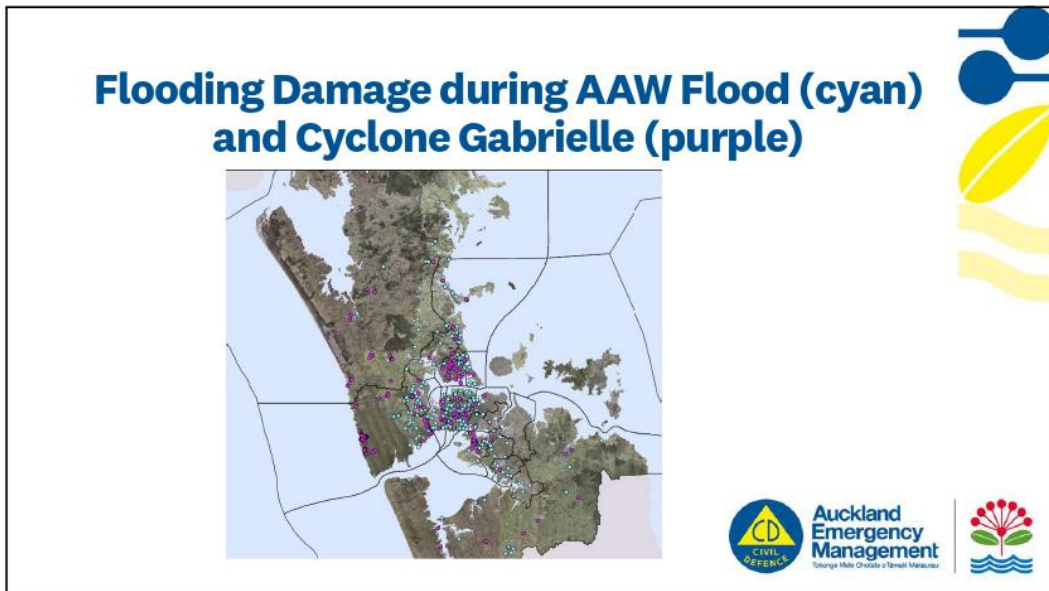 Flooding Damage during AAW Flood (cyan)
and Cyclone Gabrielle (purple)
CD
CIVIL
DEFENCE
Auckland
Emergency
Management